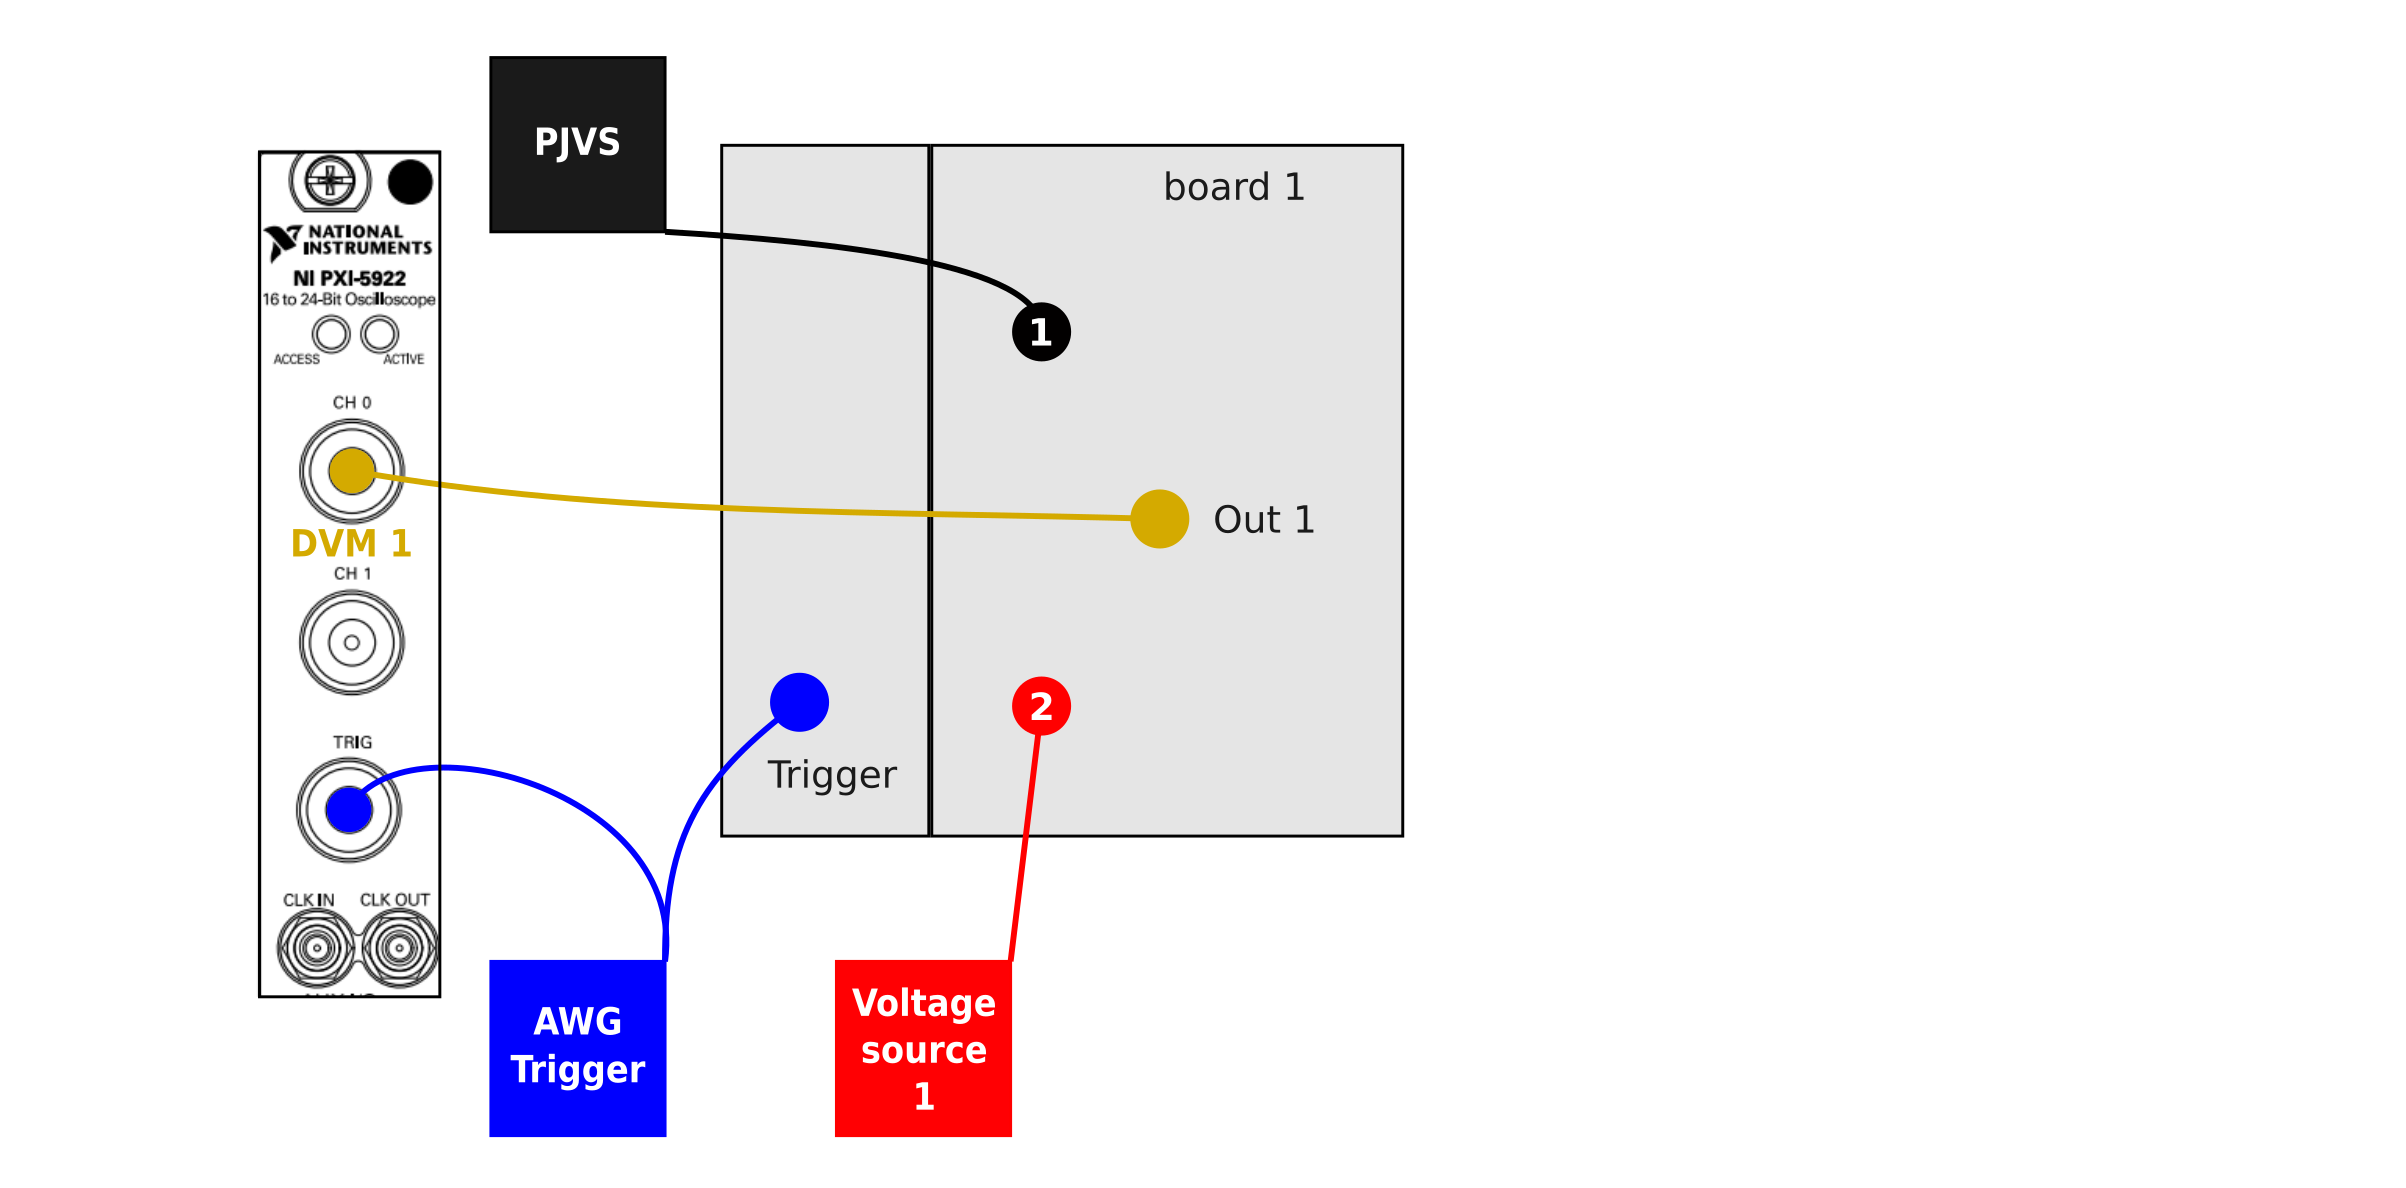 PJVS
board 1
NATIONAL
INSTRUMENTS
NI PXI-5922
16 to 24-Bit Oscilloscope
ACCESS
ACTIVE
CH 0
DVM 1
CH 1
TRIG
CLK IN
CLK OUT
1
Out 1
2
Trigger
AWG
Trigger
Voltage
source
1